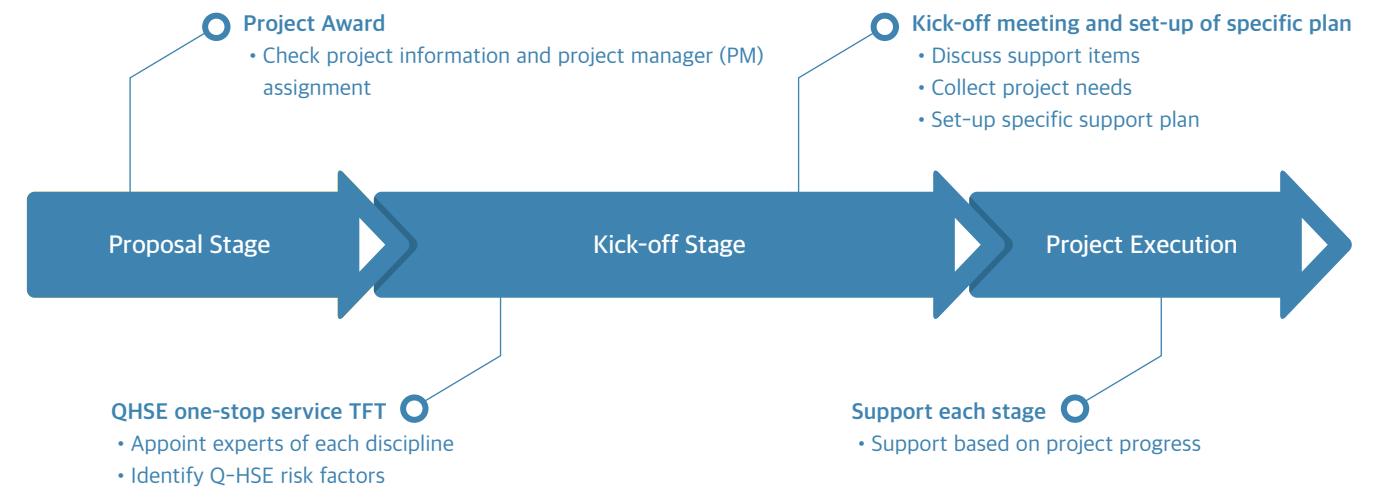 Project Award
• Check project information and project manager (PM)
assignment
Kick-off meeting and set-up of specific plan
• Discuss support items
• Collect project needs
• Set-up specific support plan
Proposal Stage
Kick-off Stage
Project Execution
QHSE one-stop service TFT
• Appoint experts of each discipline
• Identify Q-HSE risk factors
Support each stage
• Support based on project progress